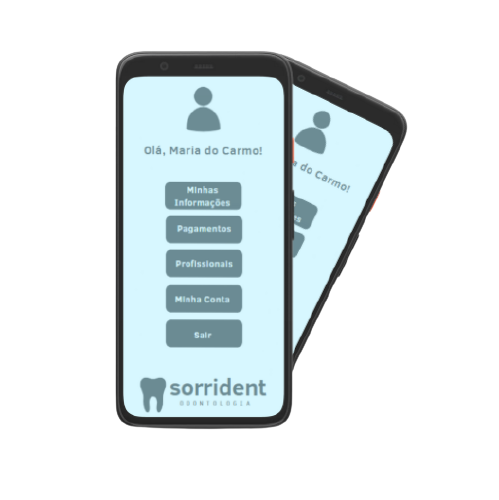 Olá, Maria do Carmo!
Minhas
Informações
Pagamentos
Profissionais
Minha Conta
Sair
sorrident
ODONTOLOGIA
do Carmo!